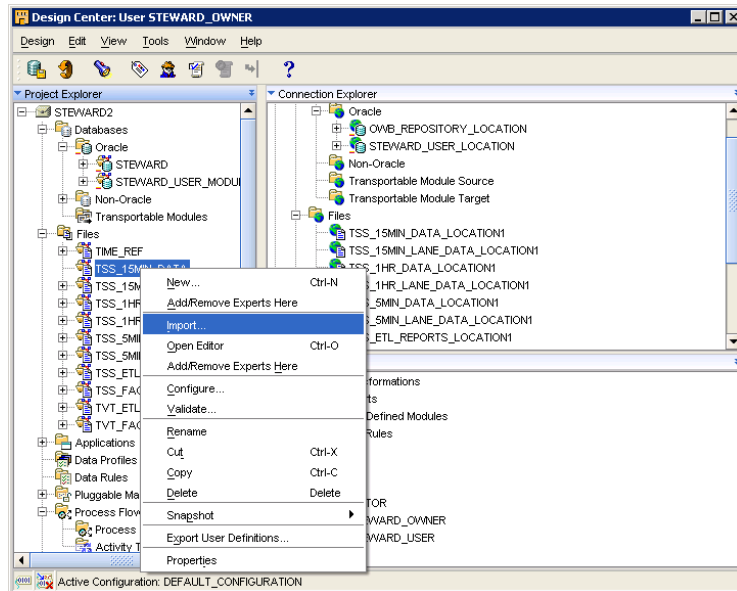 Design Center: User STEWARD_OWNER
Design Edit View Tools Window Help
Project Explorer
STEWARD2
Databases
Oracle
STEWARD
STEWARD_USER_MODU
Non-Oracle
Transportable Modules
Files
TIME_REF
TSS_15MIN_DATA
TSS_15M
TSS_1HR
TSS_1HR
TSS_5MI
TSS_5MI
TSS_ETL
TSS_FAC
TVT_ETL
TVT_FAC
Applications
Data Profiles
Data Rules
Pluggable Ma
Process Flow
Process
Activity T
New... Ctrl-N
Add/Remove Experts Here
Import...
Open Editor Ctrl-O
Add/Remove Experts Here
Configure...
Validate...
Rename
Cut Ctrl-X
Copy Ctrl-C
Delete Delete
Snapshot
Export User Definitions...
Properties
Connection Explorer
Oracle
OWB_REPOSITORY_LOCATION
STEWARD_USER_LOCATION
Non-Oracle
Transportable Module Source
Transportable Module Target
Files
TSS_15MIN_DATA_LOCATION1
TSS_15MIN_LANE_DATA_LOCATION1
TSS_1HR_DATA_LOCATION1
_1HR_LANE_DATA_LOCATION1
_5MIN_DATA_LOCATION1
_5MIN_LANE_DATA_LOCATION1
_ETL_REPORTS_LOCATION1
formations
ts
Defined Modules
Rules
TOR
WARD_OWNER
WARD_USER
Active Configuration: DEFAULT_CONFIGURATION